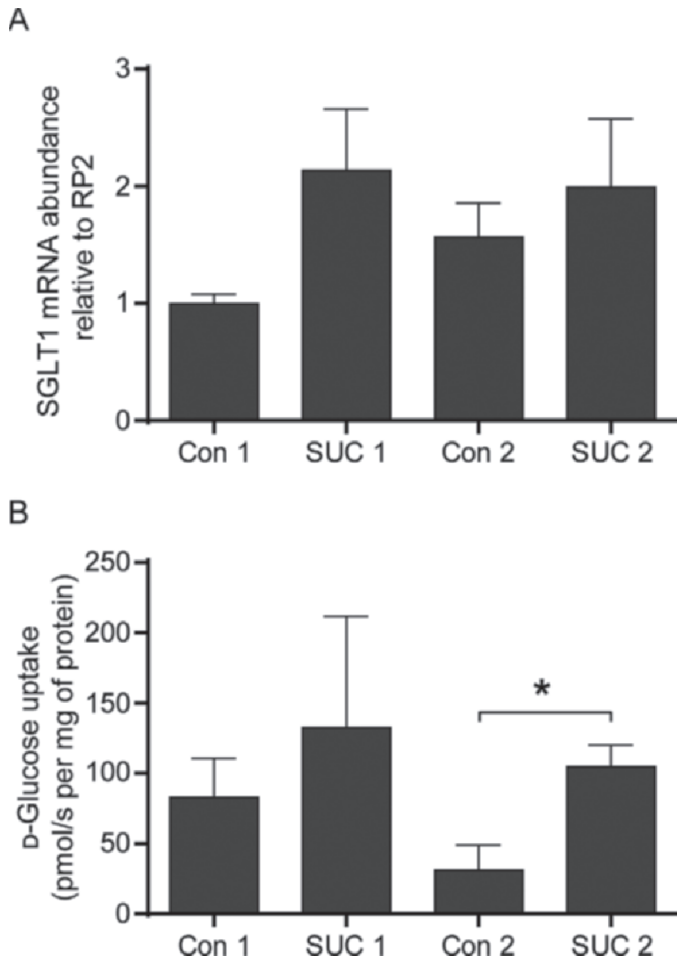 A
SGLT1 mRNA abundance
relative to RP2
3
2
1
0
Con 1 SUC 1 Con 2 SUC 2
B
D-Glucose uptake
(pmol/s per mg of protein)
250
200
150
100
50
0
*
Con 1 SUC 1 Con 2 SUC 2